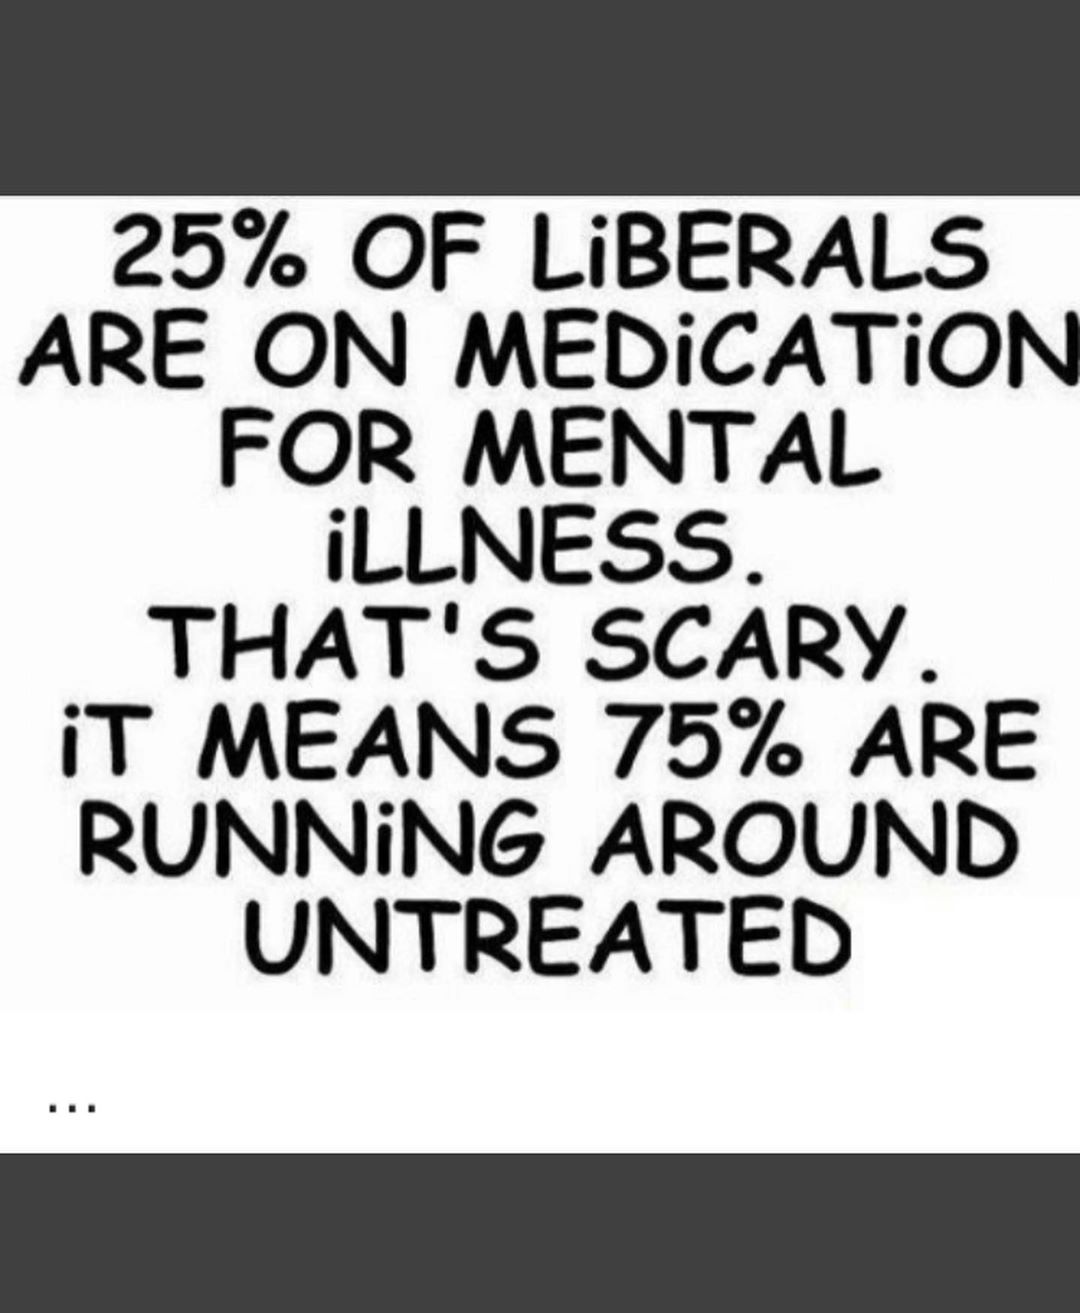 25% OF LiBERALS
ARE ON MEDiCATiON
FOR MENTAL
iLLNESS.
THAT'S SCARY.
iT MEANS 75% ARE
RUNNiNG AROUND
UNTREATED
...